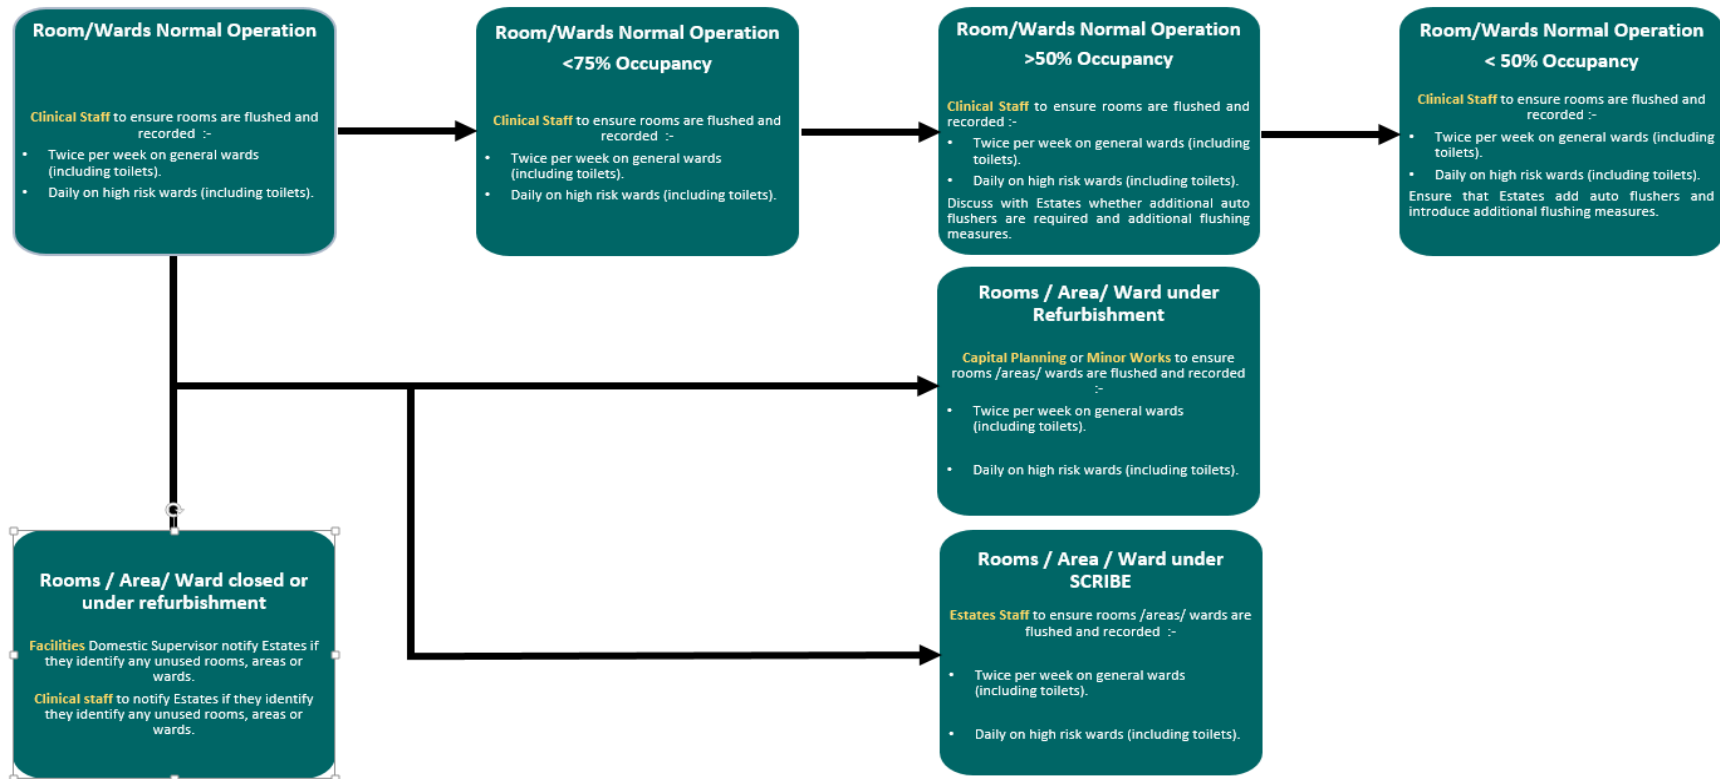 Room/Wards Normal Operation
Clinical Staff to ensure rooms are flushed and
recorded :-
• Twice per week on general wards
(including toilets).
• Daily on high risk wards (including toilets).
Room/Wards Normal Operation
<75% Occupancy
Clinical Staff to ensure rooms are flushed and
recorded :-
• Twice per week on general wards
(including toilets).
• Daily on high risk wards (including toilets).
Room/Wards Normal Operation
>50% Occupancy
Clinical Staff to ensure rooms are flushed and
recorded :-
• Twice per week on general wards (including
toilets).
• Daily on high risk wards (including toilets).
Discuss with Estates whether additional auto
flushers are required and additional flushing
measures.
Room/Wards Normal Operation
< 50% Occupancy
Clinical Staff to ensure rooms are flushed and
recorded :-
• Twice per week on general wards (including
toilets).
• Daily on high risk wards (including toilets).
Ensure that Estates add auto flushers and
introduce additional flushing measures.
Rooms / Area/ Ward under
Refurbishment
Capital Planning or Minor Works to ensure
rooms /areas/ wards are flushed and recorded
:-
• Twice per week on general wards
(including toilets).
• Daily on high risk wards (including toilets).
Rooms / Area/ Ward closed or
under refurbishment
Facilities Domestic Supervisor notify Estates if
they identify any unused rooms, areas or
wards.
Clinical staff to notify Estates if they identify
they identify any unused rooms, areas or
wards.
Rooms / Area / Ward under
SCRIBE
Estates Staff to ensure rooms /areas/ wards are
flushed and recorded :-
• Twice per week on general wards
(including toilets).
• Daily on high risk wards (including toilets).